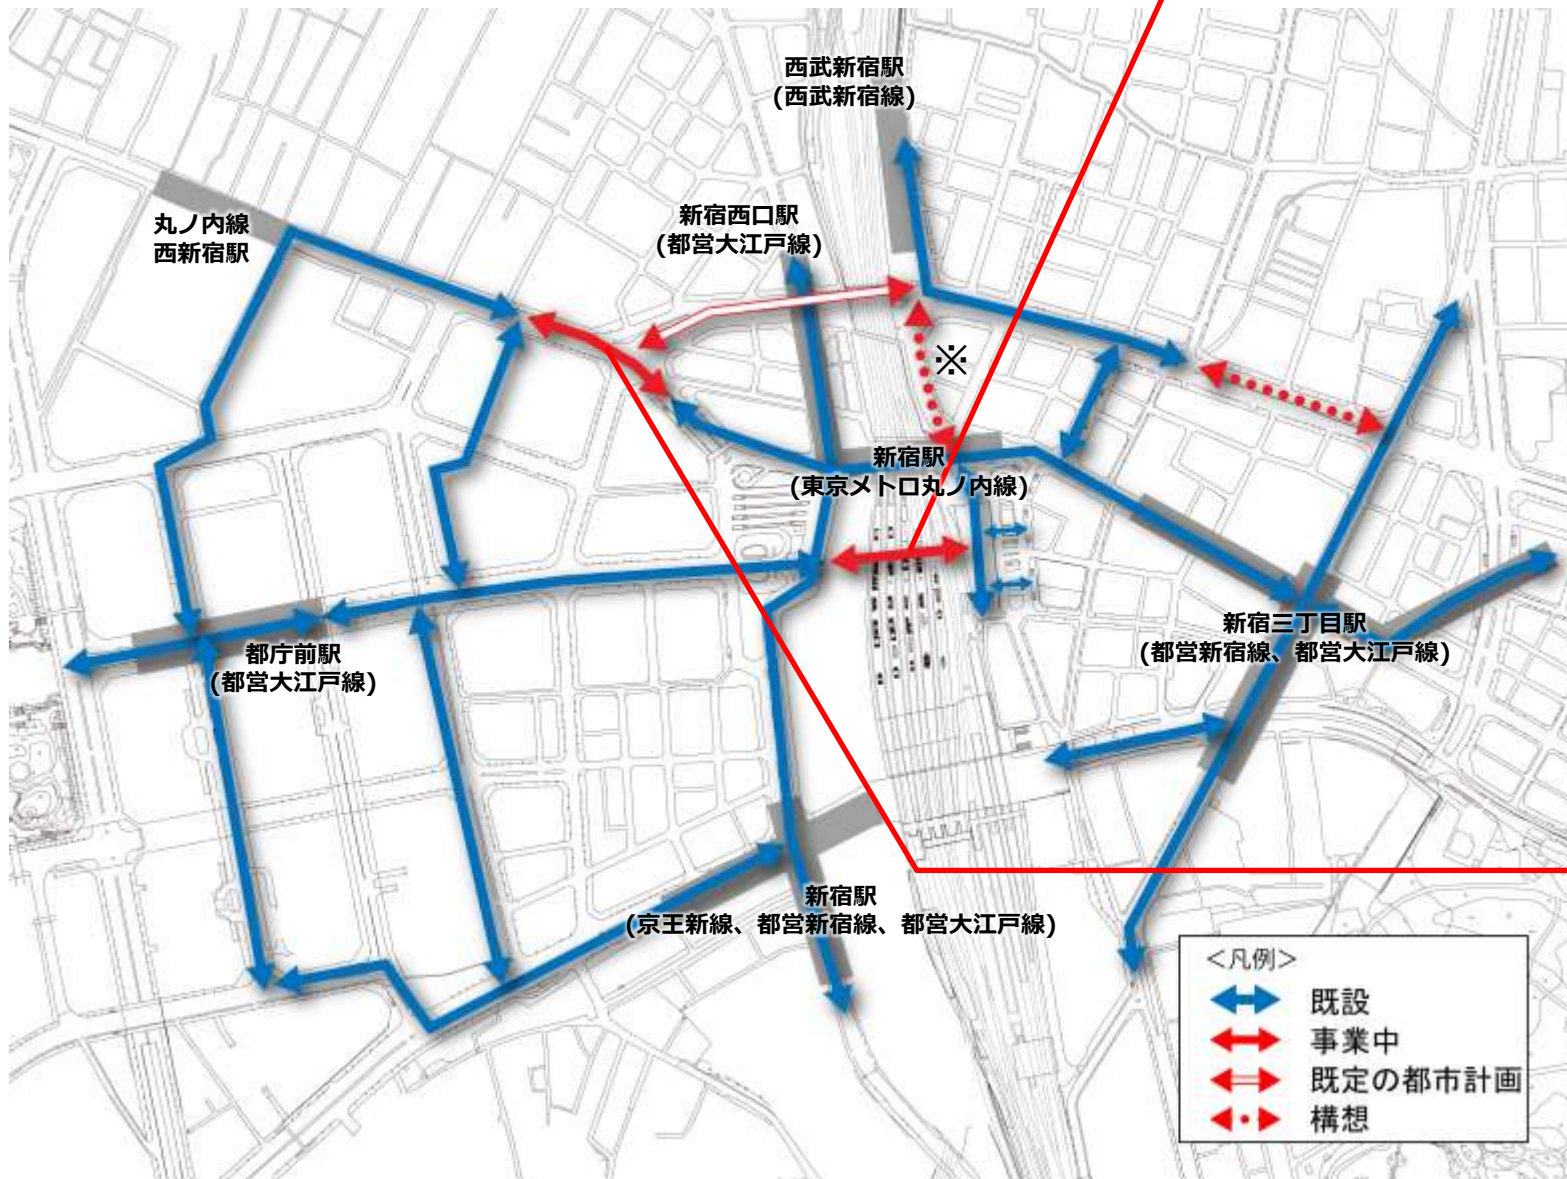 西武新宿駅
(西武新宿線)
丸ノ内線
西新宿駅
新宿西口駅
(都営大江戸線)
※
新宿駅
(東京メトロ丸ノ内線)
新宿三丁目駅
(都営新宿線、都営大江戸線)
都庁前駅
(都営大江戸線)
新宿駅
(京王新線、都営新宿線、都営大江戸線)
<凡例>
既設
事業中
既定の都市計画
構想